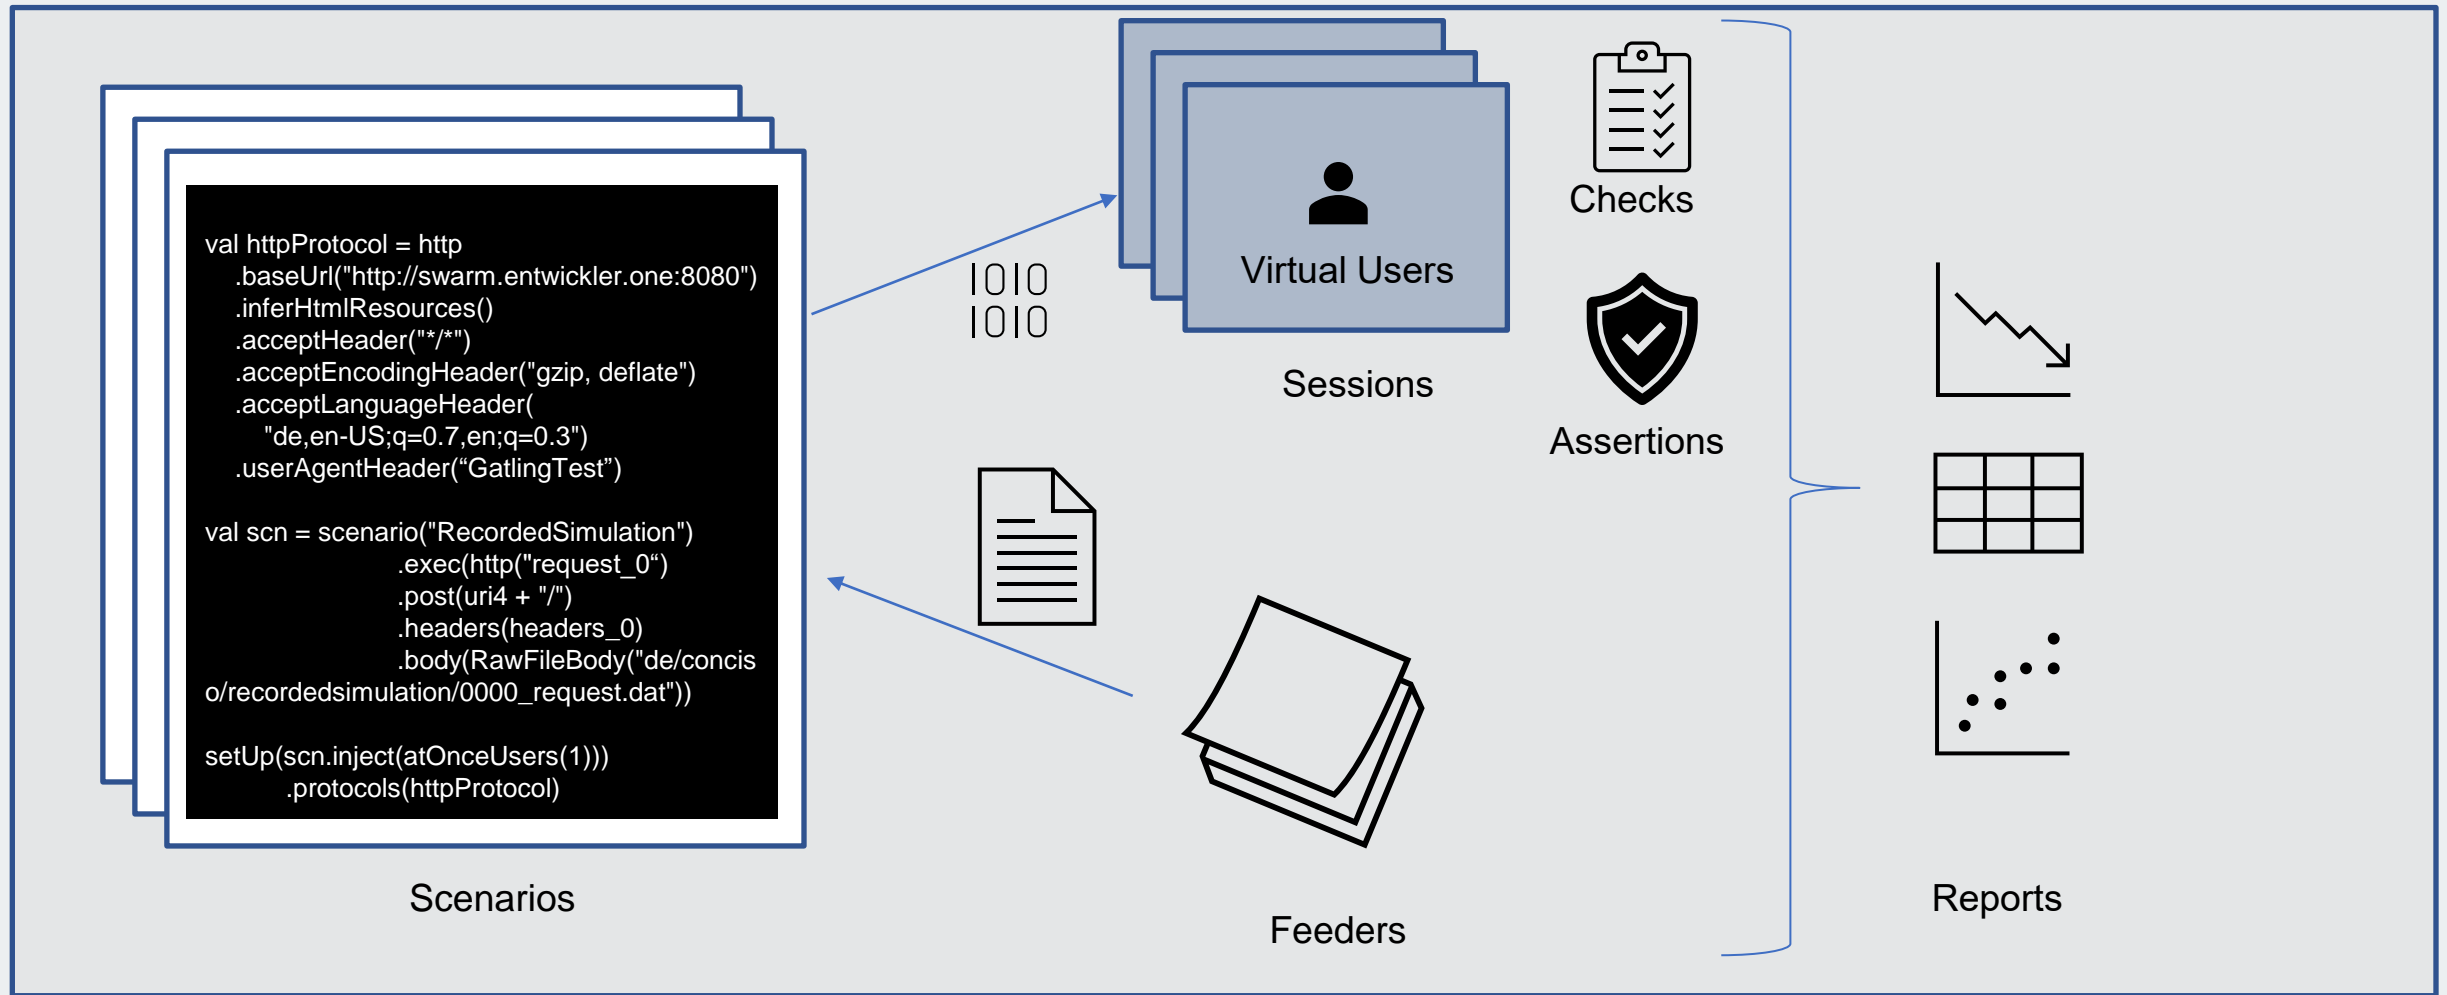 val httpProtocol = http
.baseUrl("http://swarm.entwickler.one:8080")
.inferHtmlResources()
.acceptHeader("*/*")
.acceptEncodingHeader("gzip, deflate")
.acceptLanguageHeader(
"de,en-US;q=0.7,en;q=0.3")
.userAgentHeader(“GatlingTest”)
val scn = scenario("RecordedSimulation")
.exec(http("request_0“)
.post(uri4 + "/")
.headers(headers_0)
.body(RawFileBody("de/concis
o/recordedsimulation/0000_request.dat"))
setUp(scn.inject(atOnceUsers(1)))
.protocols(httpProtocol)
Scenarios
1010
1010
Virtual Users
Sessions
Checks
Assertions
Feeders
Reports